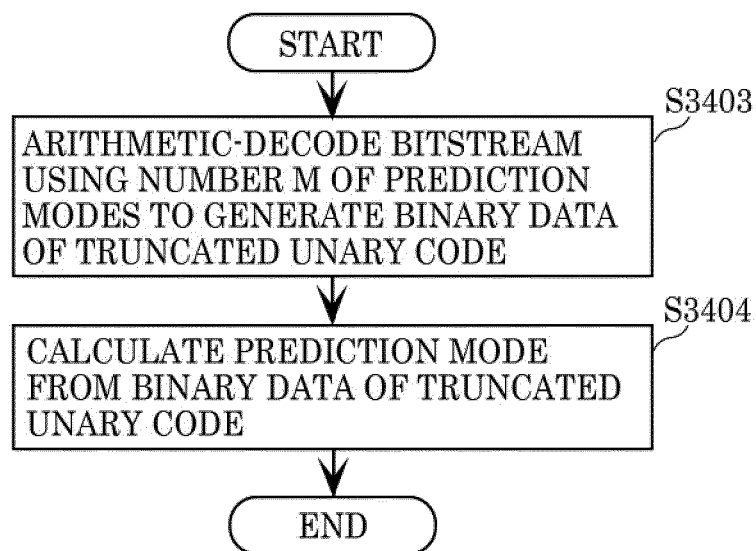 START
S3403
ARITHMETIC-DECODE BITSTREAM
USING NUMBER M OF PREDICTION
MODES TO GENERATE BINARY DATA
OF TRUNCATED UNARY CODE
S3404
CALCULATE PREDICTION MODE
FROM BINARY DATA OF TRUNCATED
UNARY CODE
END